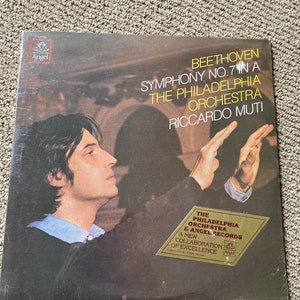 Angel
BEETHOVEN
SYMPHONY NO. 7 IN A
THE PHILADELPHIA
ORCHESTRA
RICCARDO MUTI
THE
PHILADELPHIA
ORCHESTRA
& ANGEL RECORDS
A NEW
COLLABORATION
OF EXCELLENCE